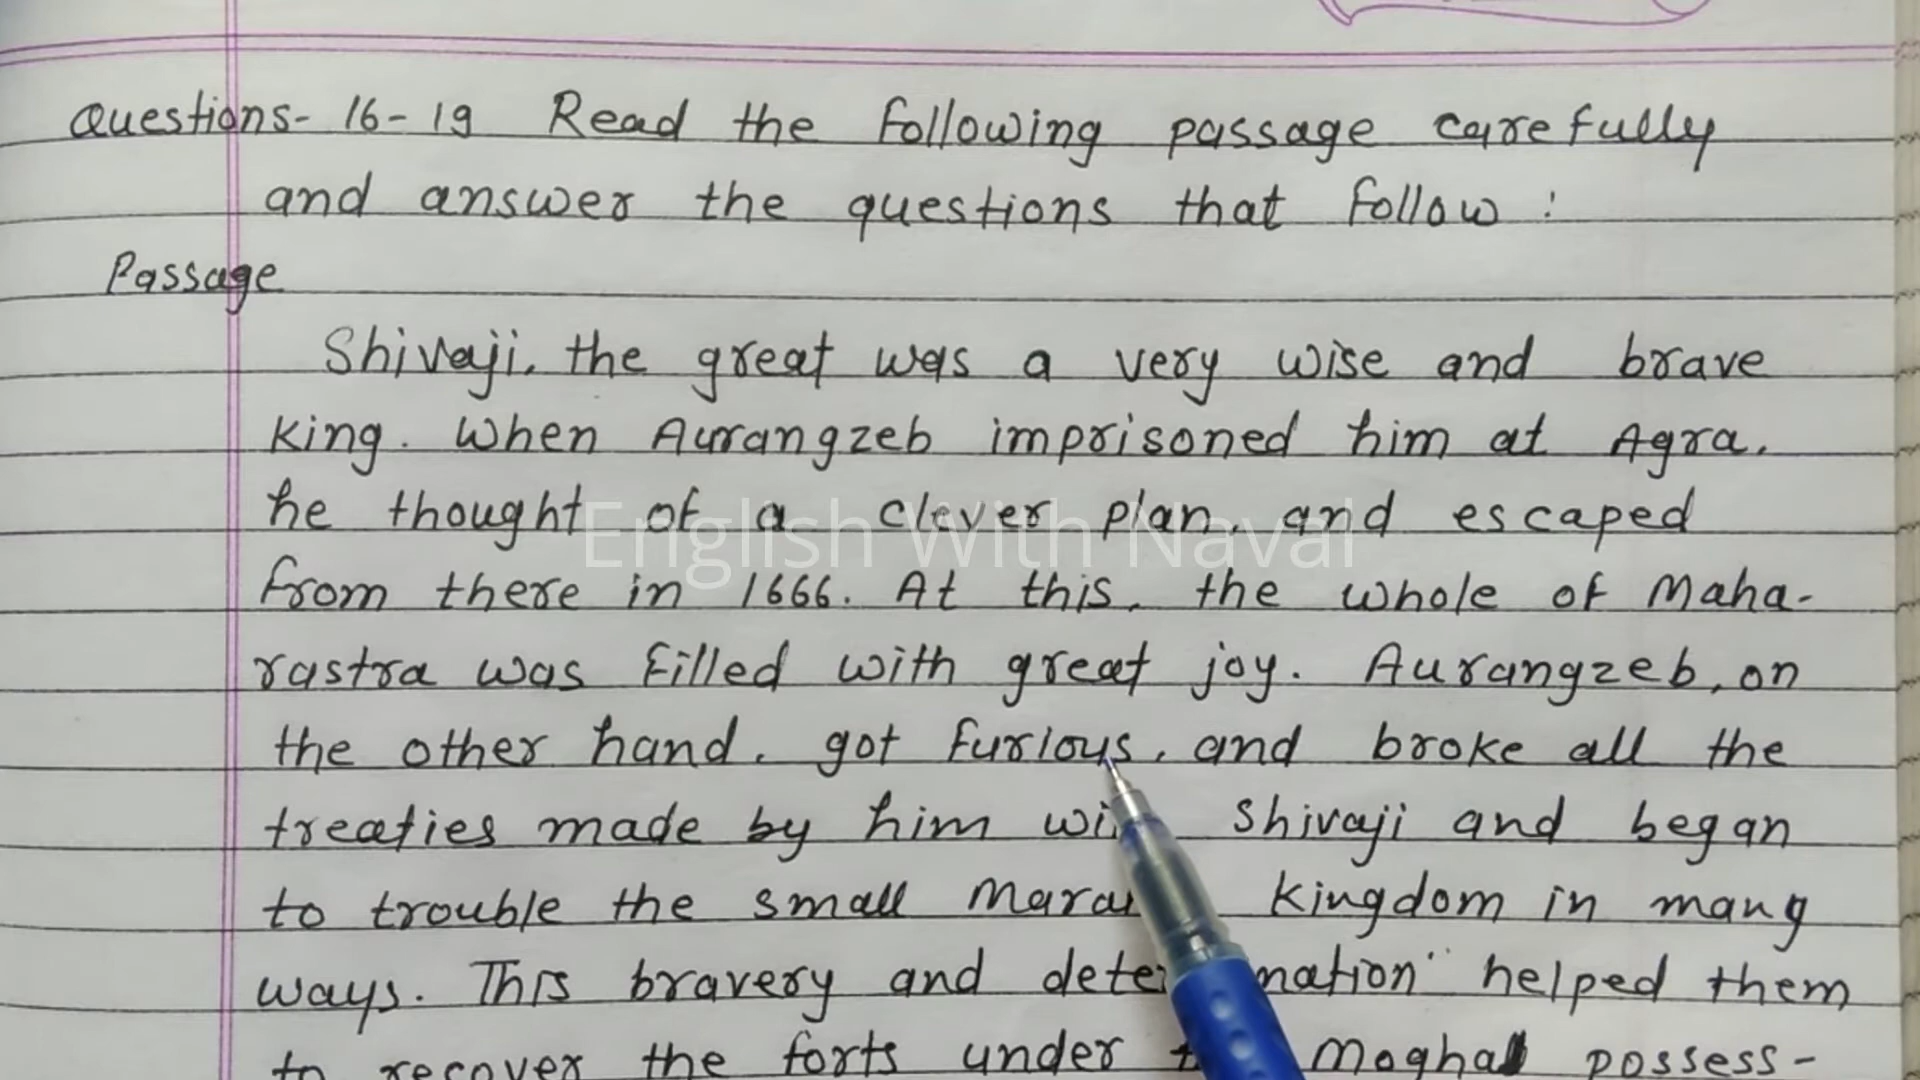 Questions- 16-19 Read the following passage carefully
and answer the questions that follow :
Passage
Shivaji, the great was a very wise and brave
King. When Aurangzeb imprisoned him at Agra,
he thought of a clever plan, and escaped
from there in 1666. At this, the whole of Maha-
rastra was filled with great joy. Aurangzeb, on
the other hand, got furious, and broke all the
treaties made by him Shivaji and began
to trouble the small Kingdom in many
ways. This bravery and helped them
to recover the forts under Moghal possess-
English With Naval